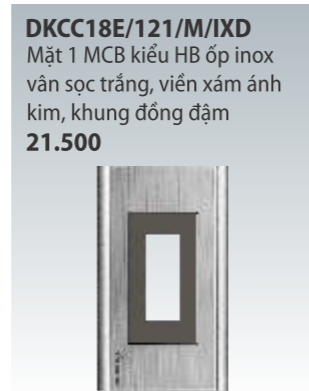 DKCC18E/121/M/IXD
Mặt 1 MCB kiểu HB ốp inox
vân sọc trắng, viền xám ánh
kim, khung đồng đậm
21.500